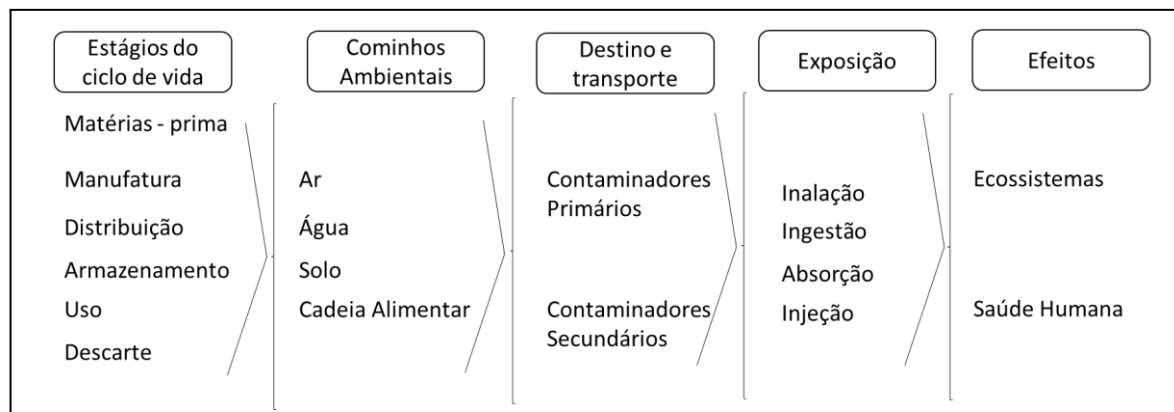 Estágios do
ciclo de vida
Cominhos
Ambientais
Destino e
transporte
Exposição
Efeitos
Matérias - prima
Manufatura
Distribuição
Armazenamento
Uso
Descarte
Ar
Água
Solo
Cadeia Alimentar
Contaminadores
Primários
Contaminadores
Secundários
Inalação
Ingestão
Absorção
Injeção
Ecossistemas
Saúde Humana